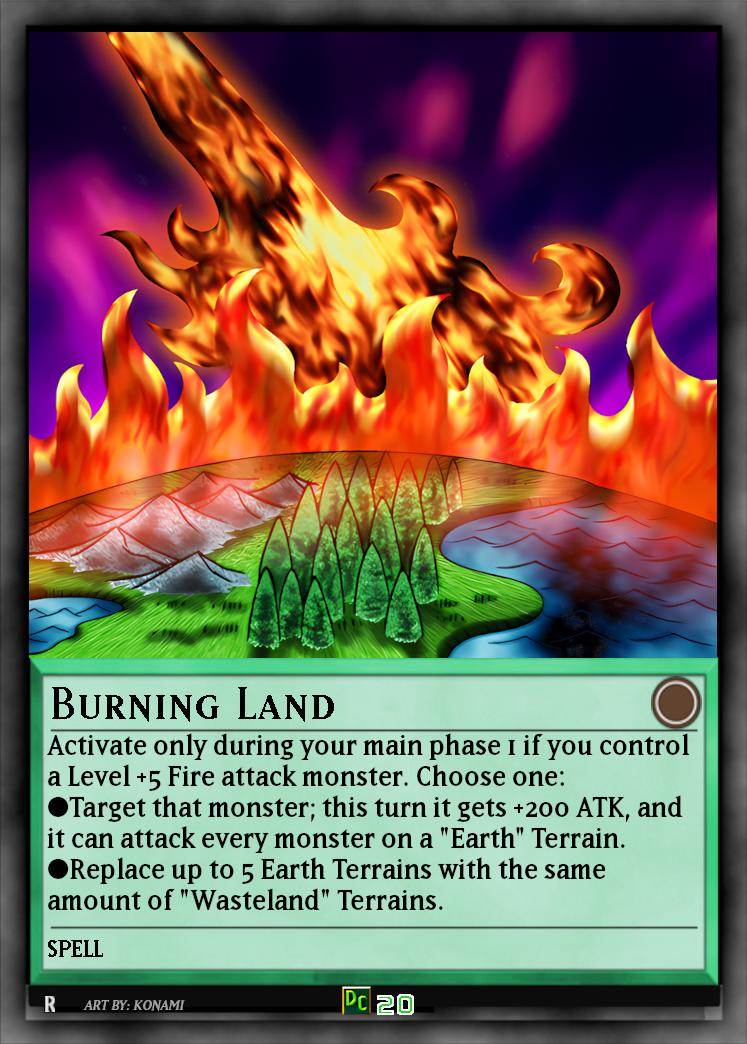 Burning Land
Activate only during your main phase 1 if you control
a Level +5 Fire attack monster. Choose one:
●Target that monster; this turn it gets +200 ATK, and
it can attack every monster on a "Earth" Terrain.
●Replace up to 5 Earth Terrains with the same
amount of "Wasteland" Terrains.
SPELL
R ART BY: KONAMI DC 20